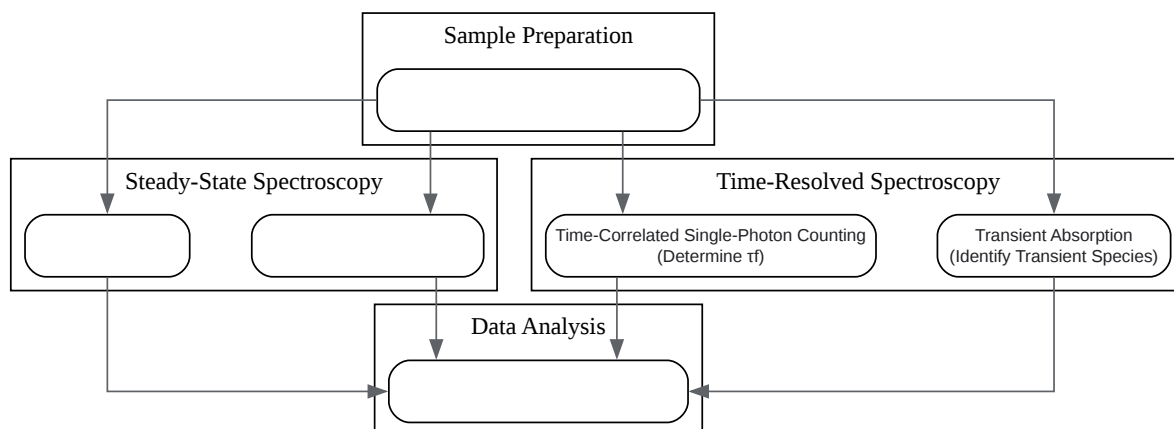 Sample Preparation
Steady-State Spectroscopy
Time-Resolved Spectroscopy
Time-Correlated Single-Photon Counting
(Determine τf)
Transient Absorption
(Identify Transient Species)
Data Analysis